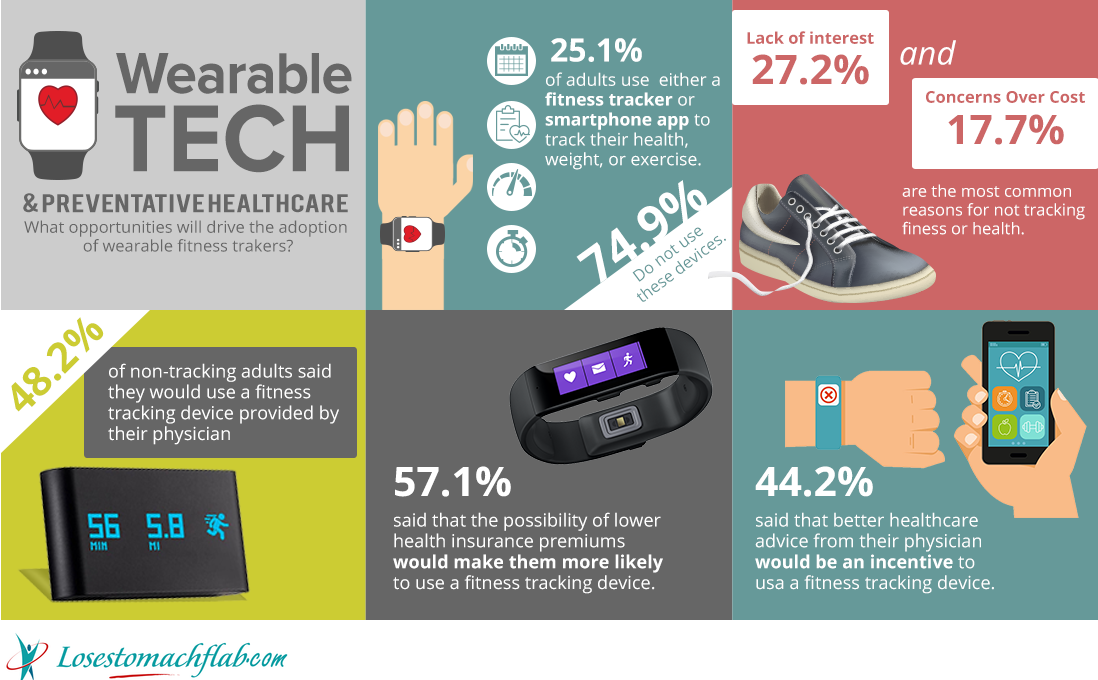 Wearable
TECH
& PREVENTATIVE HEALTHCARE
What opportunities will drive the adoption
of wearable fitness trakers?
25.1%
of adults use either a
fitness tracker or
smartphone app to
track their health,
weight, or exercise.
74.9%
Do not use
these devices.
Lack of interest
27.2%
and
Concerns Over Cost
17.7%
are the most common
reasons for not tracking
finess or health.
48.2%
of non-tracking adults said
they would use a fitness
tracking device provided by
their physician
56
MIN
5.8
MI
57.1%
said that the possibility of lower
health insurance premiums
would make them more likely
to use a fitness tracking device.
44.2%
said that better healthcare
advice from their physician
would be an incentive to
usa a fitness tracking device.
Losestomachflab.com